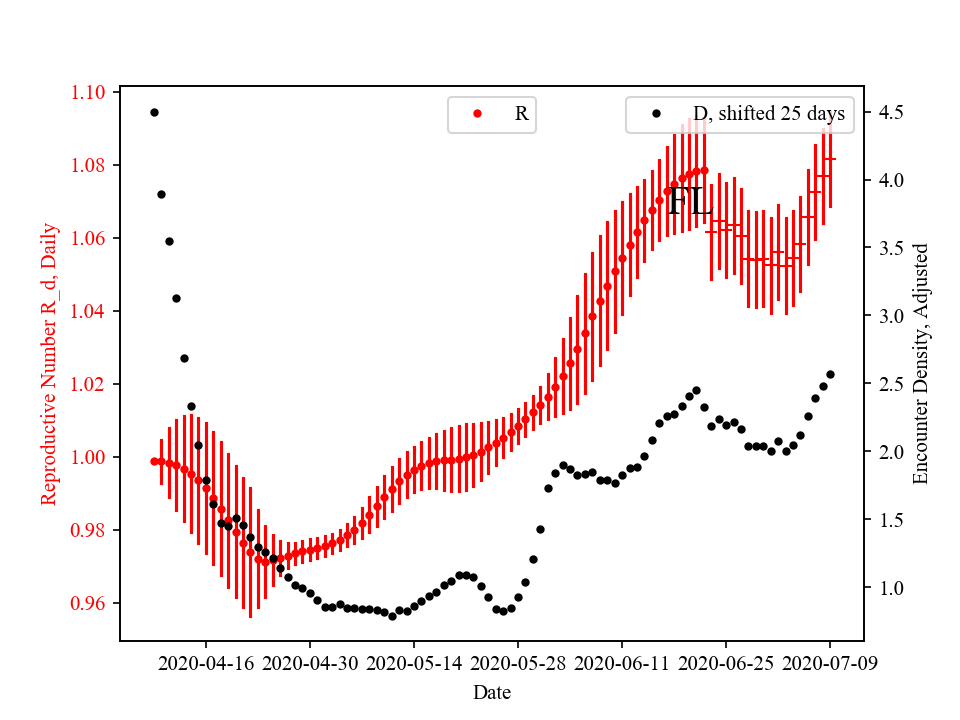 R
D, shifted 25 days
FL
Reproductive Number R_d, Daily
1.10
1.08
1.06
1.04
1.02
1.00
0.98
0.96
4.5
4.0
3.5
3.0
2.5
2.0
1.5
1.0
Encounter Density, Adjusted
2020-04-16 2020-04-30 2020-05-14 2020-05-28 2020-06-11 2020-06-25 2020-07-09
Date